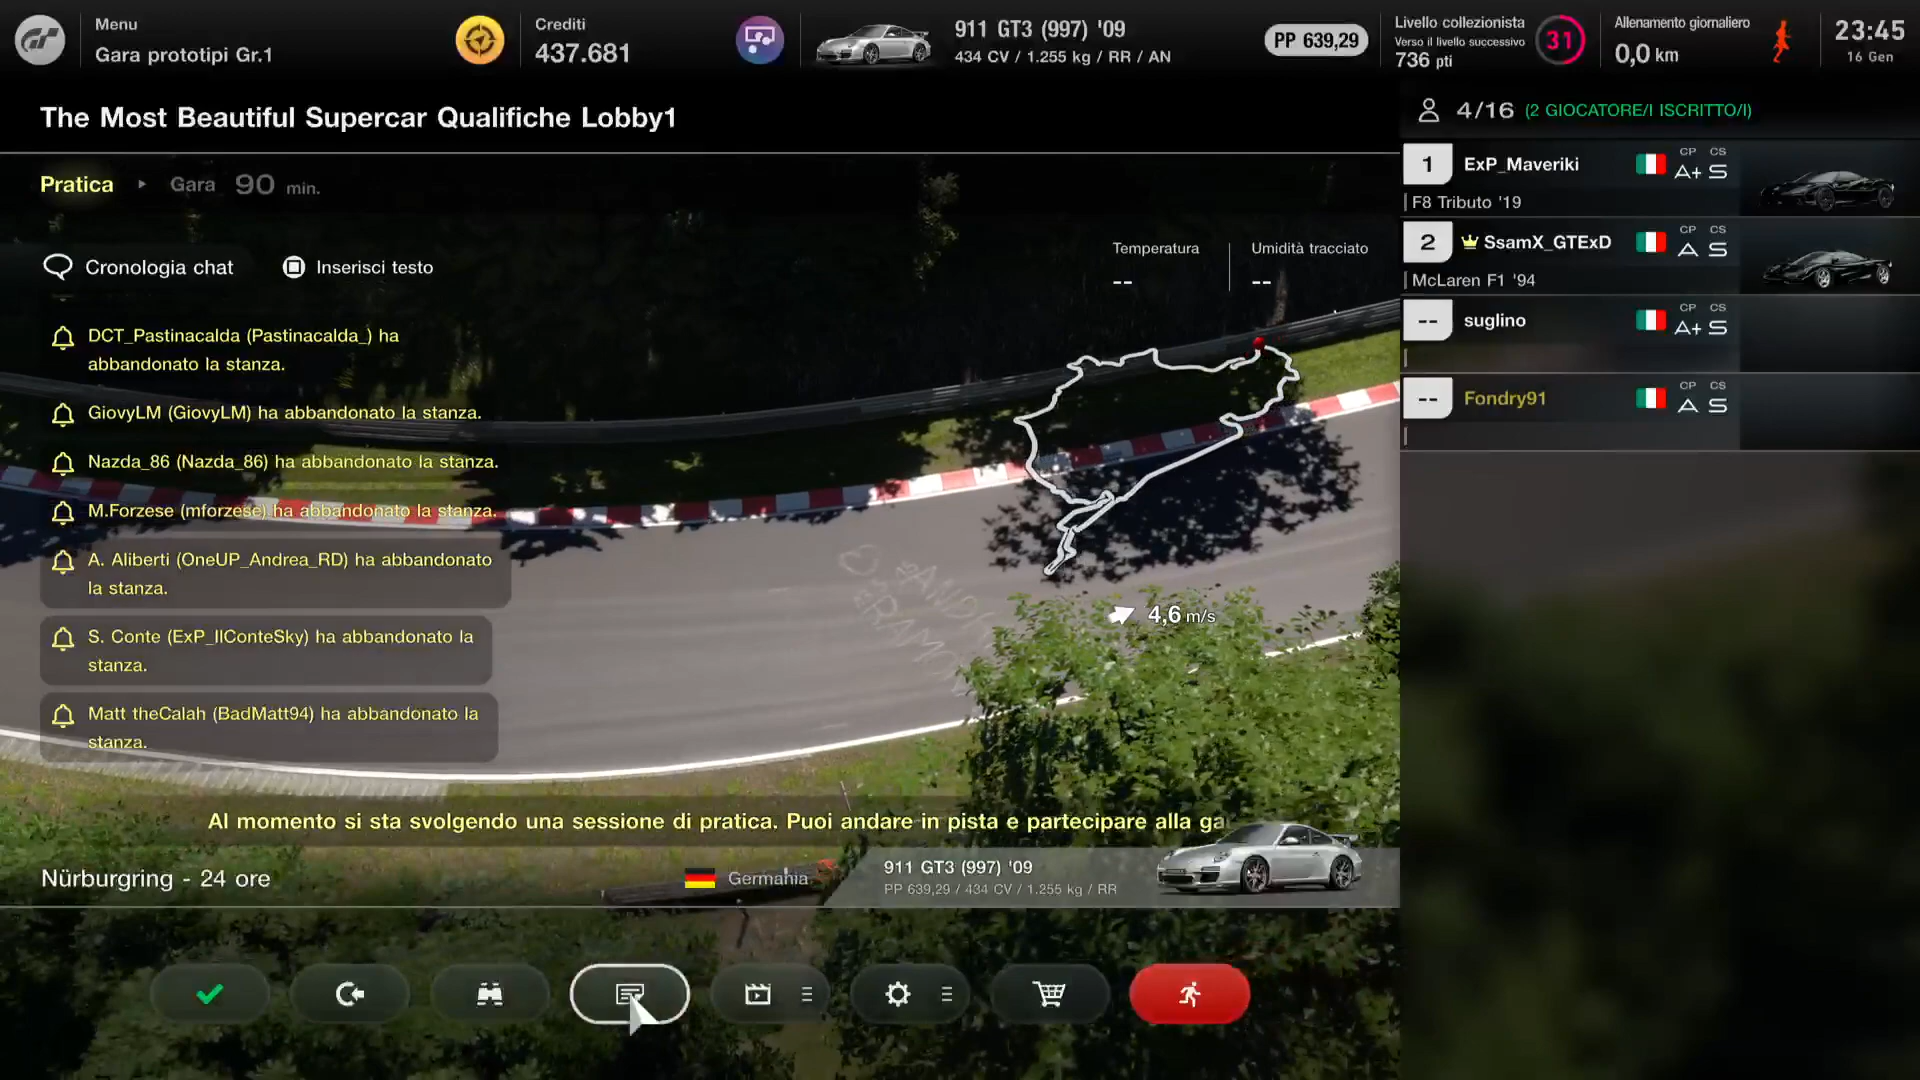 Menu
Gara prototipi Gr.1
Crediti
437.681
911 GT3 (997) '09
434 CV / 1.255 kg / RR / AN
PP 639,29
Livello collezionista
Verso il livello successivo
736 pti
31
Allenamento giornaliero
0,0 km
23:45
16 Gen
The Most Beautiful Supercar Qualifiche Lobby1
4/16 (2 GIOCATORE/I ISCRITTO/I)
Pratica Gara 90 min.
Cronologia chat
Inserisci testo
Temperatura
--
Umidità tracciato
--
1 ExP_Maveriki CP A+ CS S
F8 Tributo '19
2 SsamX_GTExD CP A CS S
McLaren F1 '94
-- suglino CP A+ CS S
-- Fondry91 CP A CS S
DCT_Pastinacalda (Pastinacalda_) ha
abbandonato la stanza.
GiovyLM (GiovyLM) ha abbandonato la stanza.
Nazda_86 (Nazda_86) ha abbandonato la stanza.
M.Forzese (mforzese) ha abbandonato la stanza.
A. Aliberti (OneUP_Andrea_RD) ha abbandonato
la stanza.
S. Conte (ExP_IlConteSky) ha abbandonato la
stanza.
Matt theCalah (BadMatt94) ha abbandonato la
stanza.
4,6 m/s
Al momento si sta svolgendo una sessione di pratica. Puoi andare in pista e partecipare alla ga
Nürburgring - 24 ore
Germania
911 GT3 (997) '09
PP 639,29 / 434 CV / 1.255 kg / RR